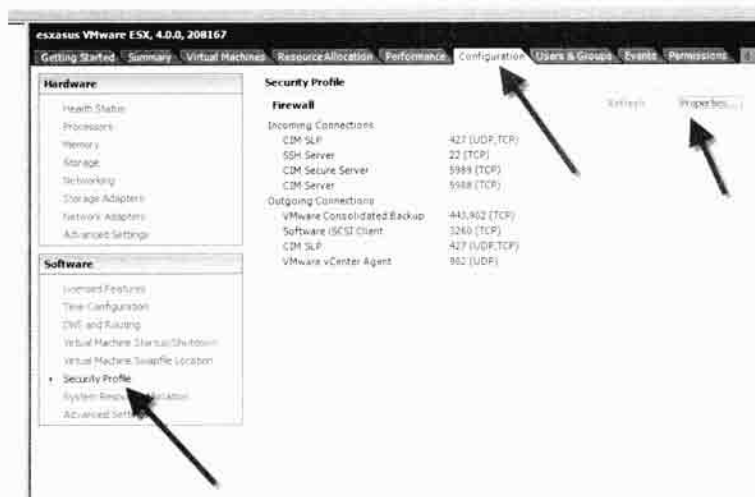 esxasus VMware ESX, 4.0.0, 208167
Getting Started Summary Virtual Machines Resource Allocation Performance Configuration Users & Groups Events Permissions
Hardware
Health Status
Processors
Memory
Storage
Networking
Storage Adapters
Network Adapters
Advanced Settings
Software
Licensed Features
Time Configuration
DNS and Routing
Virtual Machine Startup/Shutdown
Virtual Machine Swapfile Location
Security Profile
System Resource Allocation
Advanced Settings
Security Profile
Firewall Refresh Properties...
Incoming Connections
CIM SLP 427 (UDP,TCP)
SSH Server 22 (TCP)
CIM Secure Server 5989 (TCP)
CIM Server 5988 (TCP)
Outgoing Connections
VMware Consolidated Backup 443,902 (TCP)
Software iSCSI Client 3260 (TCP)
CIM SLP 427 (UDP,TCP)
VMware vCenter Agent 902 (UDP)